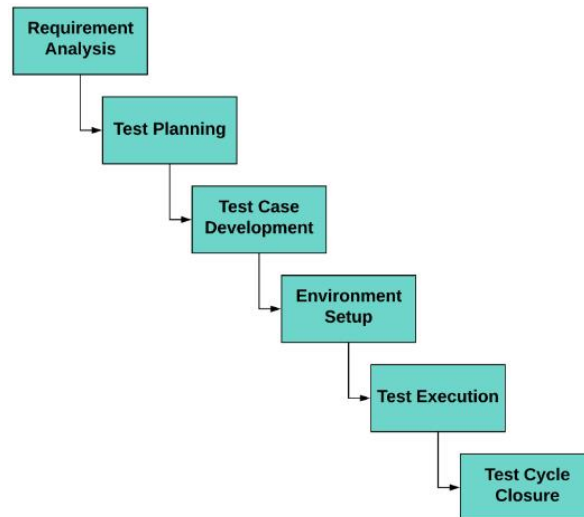 Requirement
Analysis
Test Planning
Test Case
Development
Environment
Setup
Test Execution
Test Cycle
Closure